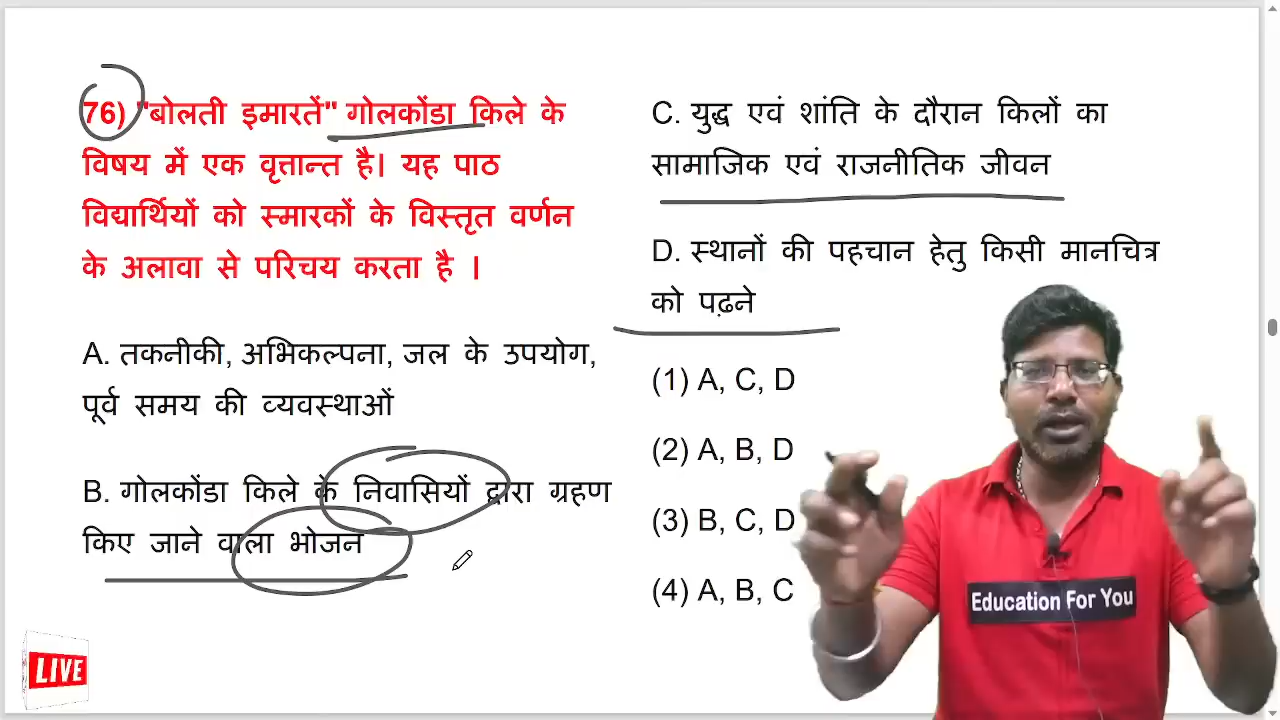 76) "बोलती इमारतें" गोलकोंडा किले के
विषय में एक वृत्तान्त है। यह पाठ
विद्यार्थियों को स्मारकों के विस्तृत वर्णन
के अलावा से परिचय करता है ।
A. तकनीकी, अभिकल्पना, जल के उपयोग,
पूर्व समय की व्यवस्थाओं
B. गोलकोंडा किले के निवासियों द्वारा ग्रहण
किए जाने वाला भोजन
C. युद्ध एवं शांति के दौरान किलों का
सामाजिक एवं राजनीतिक जीवन
D. स्थानों की पहचान हेतु किसी मानचित्र
को पढ़ने
(1) A, C, D
(2) A, B, D
(3) B, C, D
(4) A, B, C
Education For You
LIVE